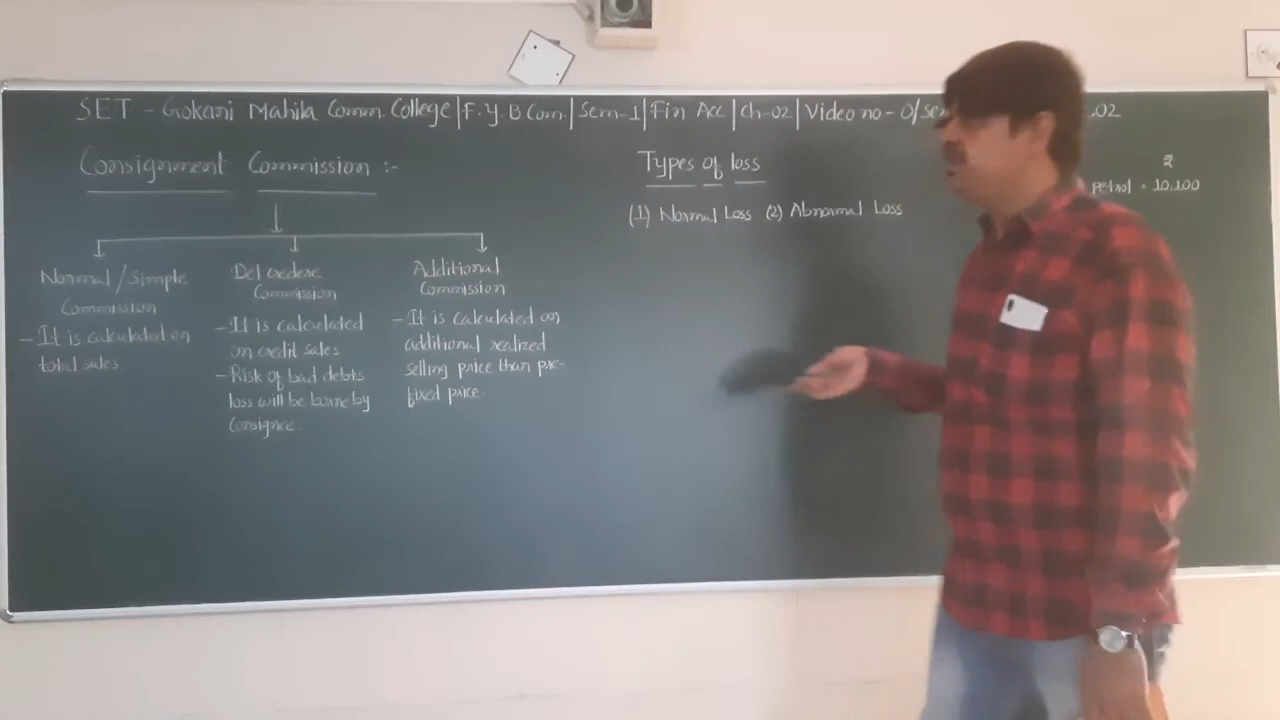 SET - Gokani Mahila Comm. College | F.Y. B Com. | Sem-1 | Fin Acc | Ch-02 | Video no - 0/se .02
Consignment Commission :-
Normal/Simple Commission
- It is calculated on
total sales
Del credere
Commission
- It is calculated
on credit sales
- Risk of bad debts
loss will be borne by
Consignee.
Additional
Commission
- It is calculated on
additional realized
selling price than pre-
fixed price.
Types of loss
(1) Normal Loss (2) Abnormal Loss
₹
petrol - 10,100